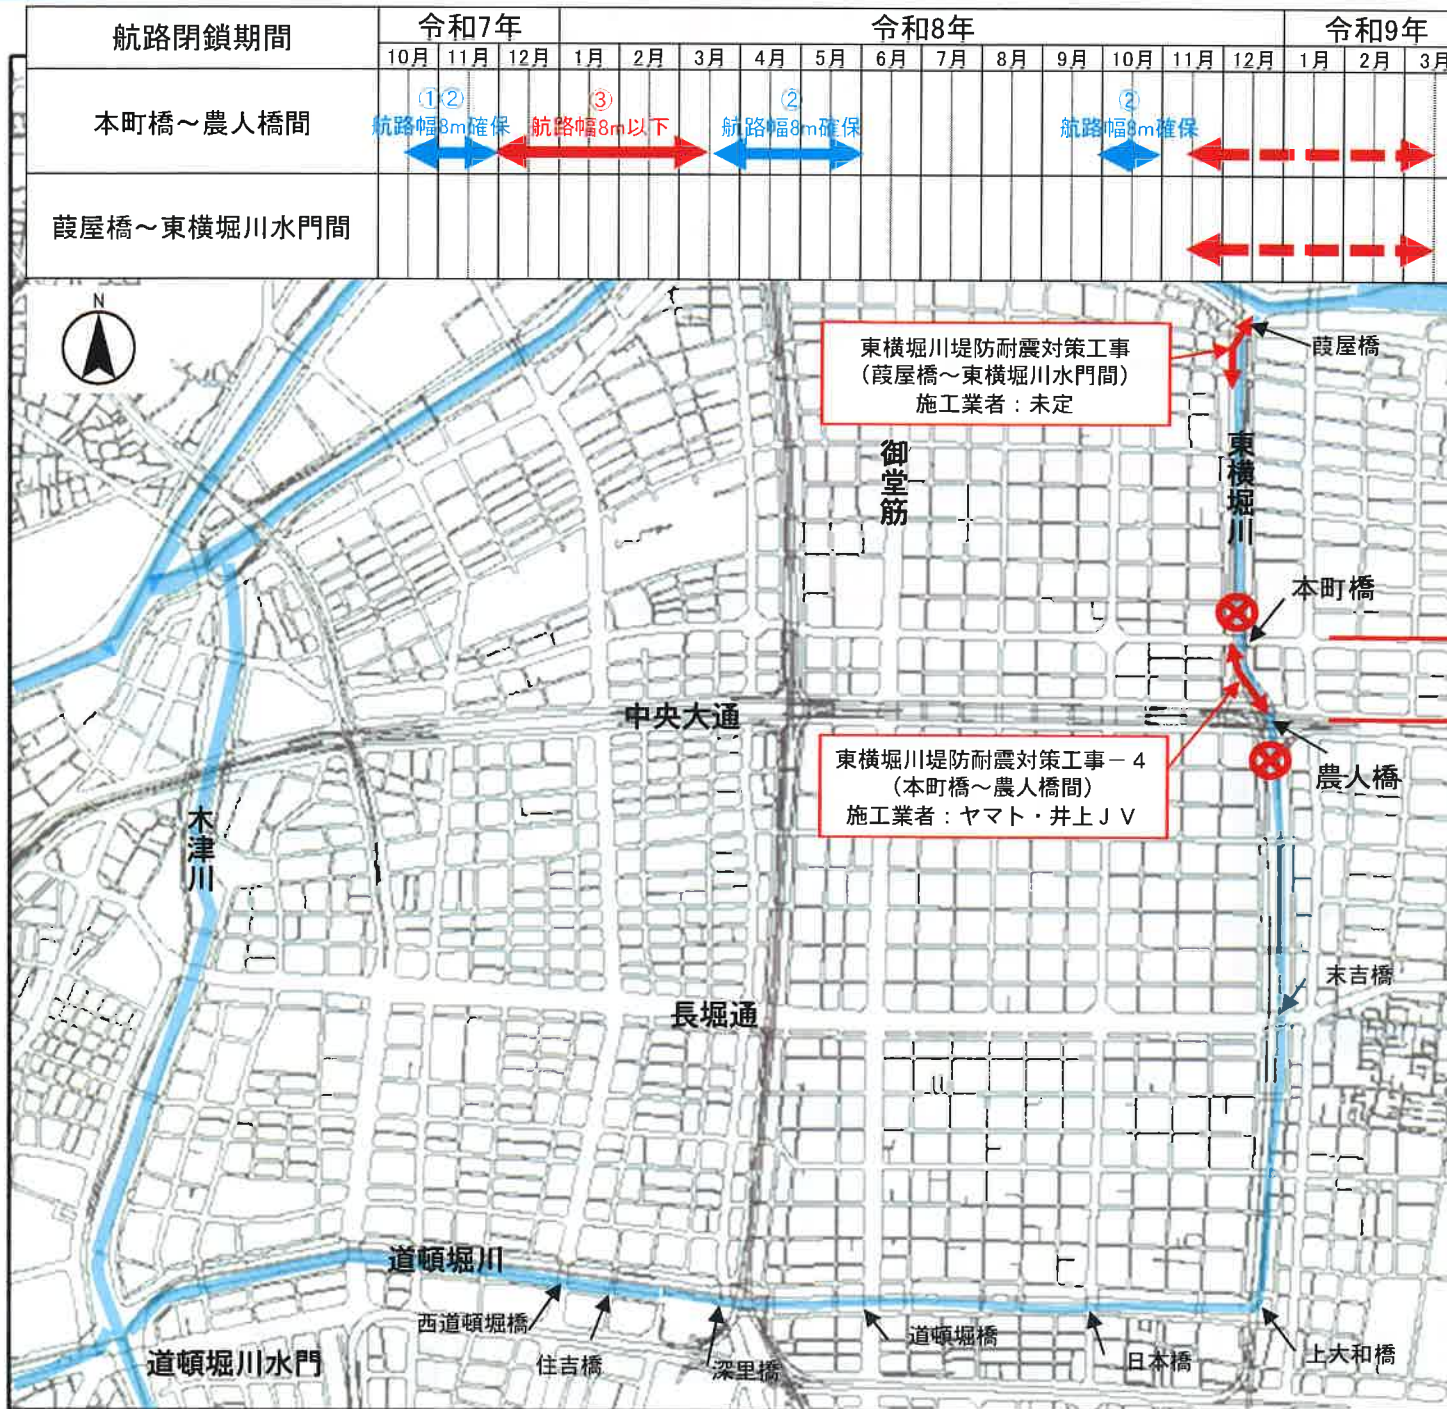 航路閉鎖期間
令和7年
令和8年
令和9年
10月 11月 12月 1月 2月 3月 4月 5月 6月 7月 8月 9月 10月 11月 12月 1月 2月 3月
本町橋～農人橋間
①②
航路幅8m確保
③
航路幅8m以下
②
航路幅8m確保
②
航路幅8m確保
葭屋橋～東横堀川水門間
N
東横堀川堤防耐震対策工事
（葭屋橋～東横堀川水門間）
施工業者：未定
葭屋橋
御堂筋
東横堀川
本町橋
中央大通
東横堀川堤防耐震対策工事－4
（本町橋～農人橋間）
施工業者：ヤマト・井上ＪＶ
農人橋
木津川
末吉橋
長堀通
道頓堀川
西道頓堀橋
住吉橋
深里橋
道頓堀橋
日本橋
上大和橋
道頓堀川水門